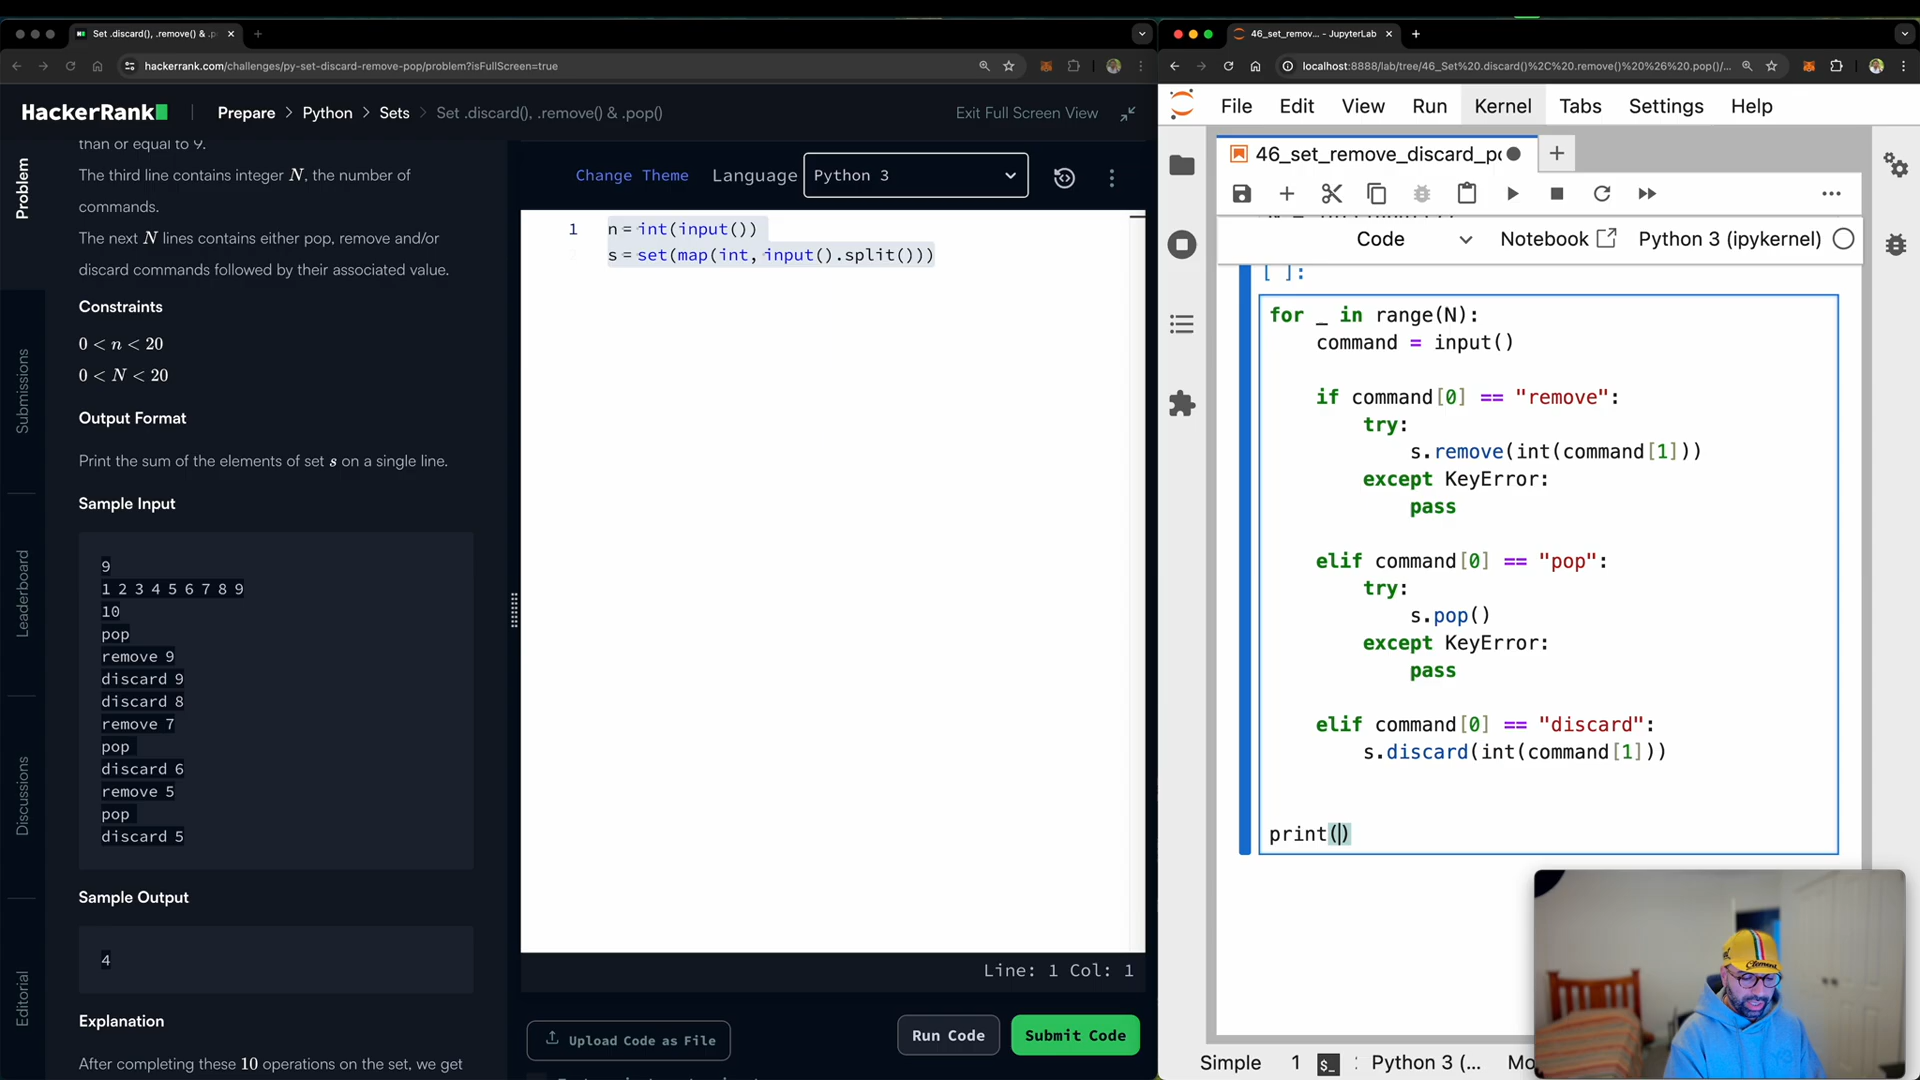 Set .discard(), .remove() & .p
hackerrank.com/challenges/py-set-discard-remove-pop/problem?isFullScreen=true
HackerRank
Prepare > Python > Sets > Set .discard(), .remove() & .pop()
Exit Full Screen View
Problem
Submissions
Leaderboard
Discussions
Editorial
than or equal to 9.
The third line contains integer N, the number of
commands.
The next N lines contains either pop, remove and/or
discard commands followed by their associated value.
Constraints
0 < n < 20
0 < N < 20
Output Format
Print the sum of the elements of set s on a single line.
Sample Input
9
1 2 3 4 5 6 7 8 9
10
pop
remove 9
discard 9
discard 8
remove 7
pop
discard 6
remove 5
pop
discard 5
Sample Output
4
Explanation
After completing these 10 operations on the set, we get
Change Theme Language Python 3
1 n = int(input())
s = set(map(int, input().split()))
Line: 1 Col: 1
Upload Code as File
Run Code
Submit Code
46_set_remov... - JupyterLab
localhost:8888/lab/tree/46_Set%20.discard()%2C%20.remove()%20%26%20.pop()/...
File Edit View Run Kernel Tabs Settings Help
46_set_remove_discard_p
Code Notebook Python 3 (ipykernel)
[ ]:
for _ in range(N):
command = input()
if command[0] == "remove":
try:
s.remove(int(command[1]))
except KeyError:
pass
elif command[0] == "pop":
try:
s.pop()
except KeyError:
pass
elif command[0] == "discard":
s.discard(int(command[1]))
print()
Simple 1 $_ Python 3 (... Mo